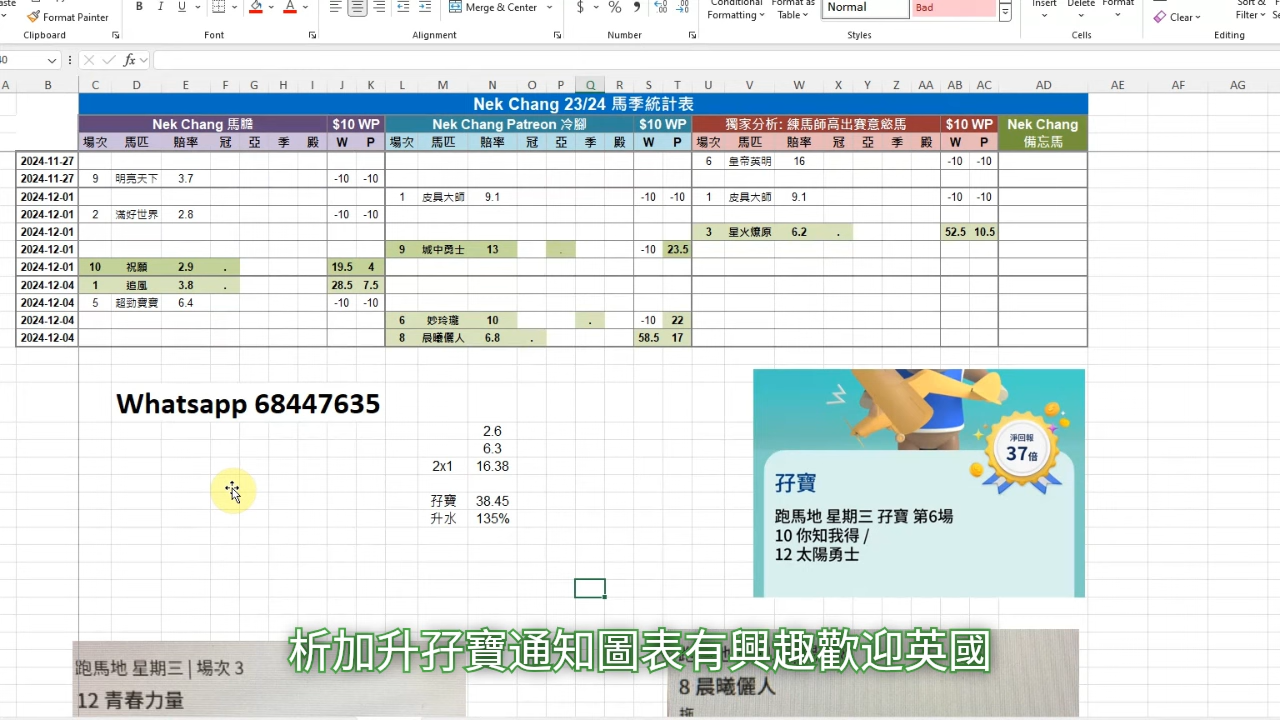 Format Painter
Clipboard
B I U A
Font
Merge & Center
Alignment
$ % 9
Number
Conditional Formatting
Format as Table
Normal
Bad
Styles
Insert Delete Format
Cells
Clear
Sort & Filter
Editing
fx
A B C D E F G H I J K L M N O P Q R S T U V W X Y Z AA AB AC AD AE AF AG
Nek Chang 23/24 馬季統計表
Nek Chang 馬膽 $10 WP Nek Chang Patreon 冷腳 $10 WP 獨家分析: 練馬師高出賽意慾馬 $10 WP Nek Chang
場次 馬匹 賠率 冠 亞 季 殿 W P 場次 馬匹 賠率 冠 亞 季 殿 W P 場次 馬匹 賠率 冠 亞 季 殿 W P 備忘馬
2024-11-27 6 皇帝英明 16 -10 -10
2024-11-27 9 明亮天下 3.7 -10 -10
2024-12-01 1 皮具大師 9.1 -10 -10 1 皮具大師 9.1 -10 -10
2024-12-01 2 滿好世界 2.8 -10 -10
2024-12-01 3 星火燎原 6.2 . 52.5 10.5
2024-12-01 9 城中勇士 13 . -10 23.5
2024-12-01 10 祝願 2.9 . 19.5 4
2024-12-04 1 追風 3.8 . 28.5 7.5
2024-12-04 5 超勁寶寶 6.4 -10 -10
2024-12-04 6 妙玲瓏 10 . -10 22
2024-12-04 8 晨曦儷人 6.8 . 58.5 17
Whatsapp 68447635
2.6
6.3
2x1 16.38
孖寶 38.45
升水 135%
淨回報
37倍
孖寶
跑馬地 星期三 孖寶 第6場
10 你知我得 /
12 太陽勇士
析加升孖寶通知圖表有興趣歡迎英國
跑馬地 星期三 | 場次 3
12 青春力量
8 晨曦儷人